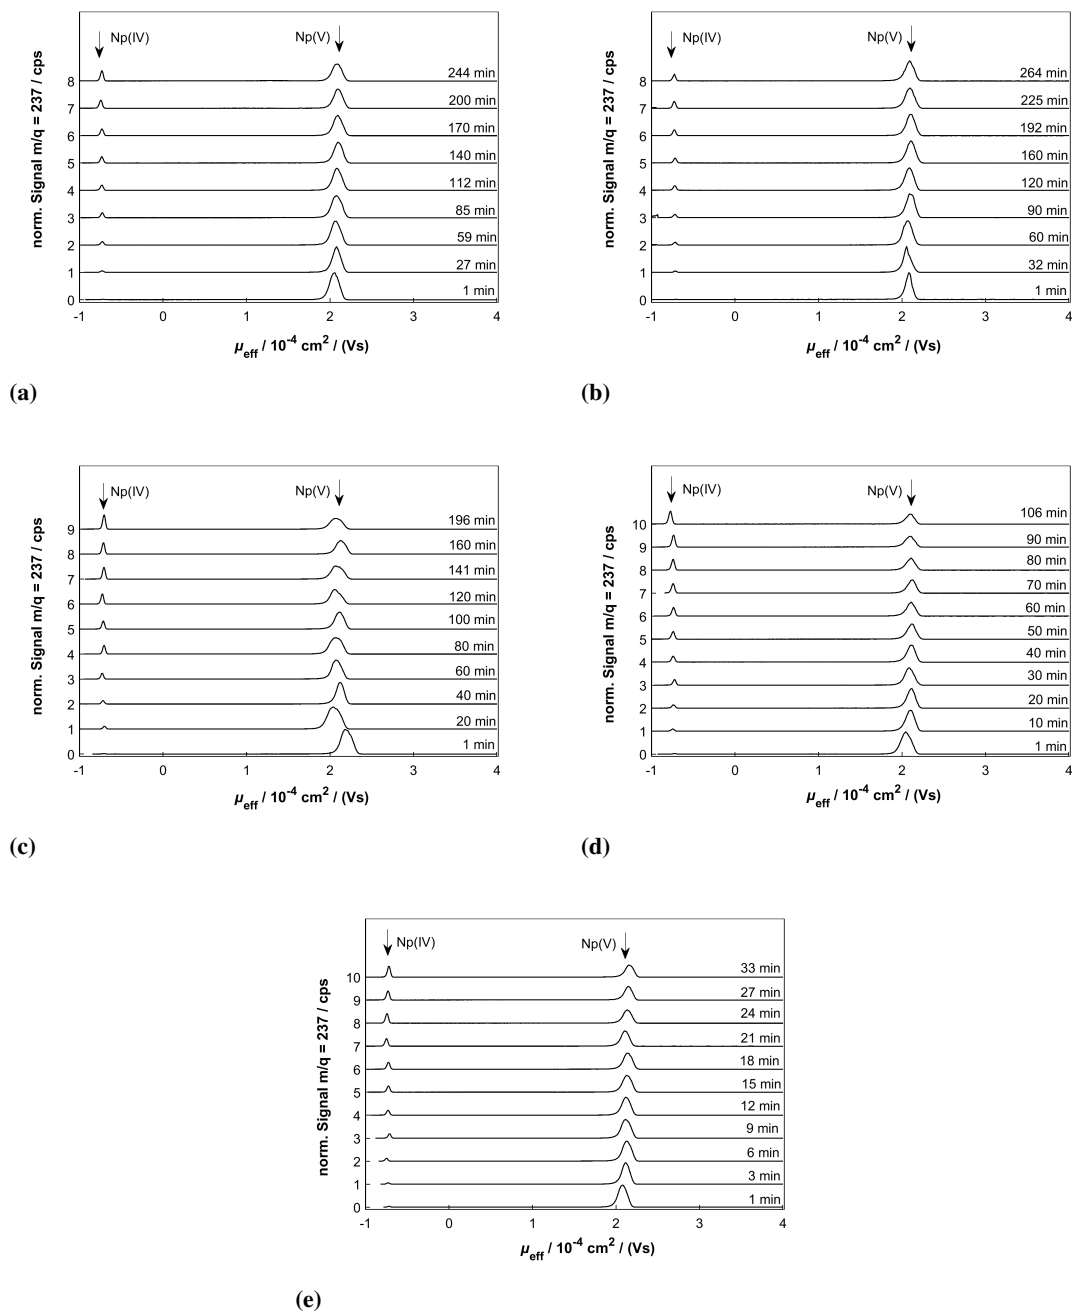 Np(IV)
Np(V)
norm. Signal m/q = 237 / cps
8
244 min
7
200 min
6
170 min
5
140 min
4
112 min
3
85 min
2
59 min
1
27 min
0
1 min
-1 0 1 2 3 4
μeff / 10-4 cm2 / (Vs)
(a)
Np(IV)
Np(V)
norm. Signal m/q = 237 / cps
8
264 min
7
225 min
6
192 min
5
160 min
4
120 min
3
90 min
2
60 min
1
32 min
0
1 min
-1 0 1 2 3 4
μeff / 10-4 cm2 / (Vs)
(b)
Np(IV)
Np(V)
norm. Signal m/q = 237 / cps
9
196 min
8
160 min
7
141 min
6
120 min
5
100 min
4
80 min
3
60 min
2
40 min
1
20 min
0
1 min
-1 0 1 2 3 4
μeff / 10-4 cm2 / (Vs)
(c)
Np(IV)
Np(V)
norm. Signal m/q = 237 / cps
10
106 min
9
90 min
8
80 min
7
70 min
6
60 min
5
50 min
4
40 min
3
30 min
2
20 min
1
10 min
0
1 min
-1 0 1 2 3 4
μeff / 10-4 cm2 / (Vs)
(d)
Np(IV)
Np(V)
norm. Signal m/q = 237 / cps
10
33 min
9
27 min
8
24 min
7
21 min
6
18 min
5
15 min
4
12 min
3
9 min
2
6 min
1
3 min
0
1 min
-1 0 1 2 3 4
μeff / 10-4 cm2 / (Vs)
(e)